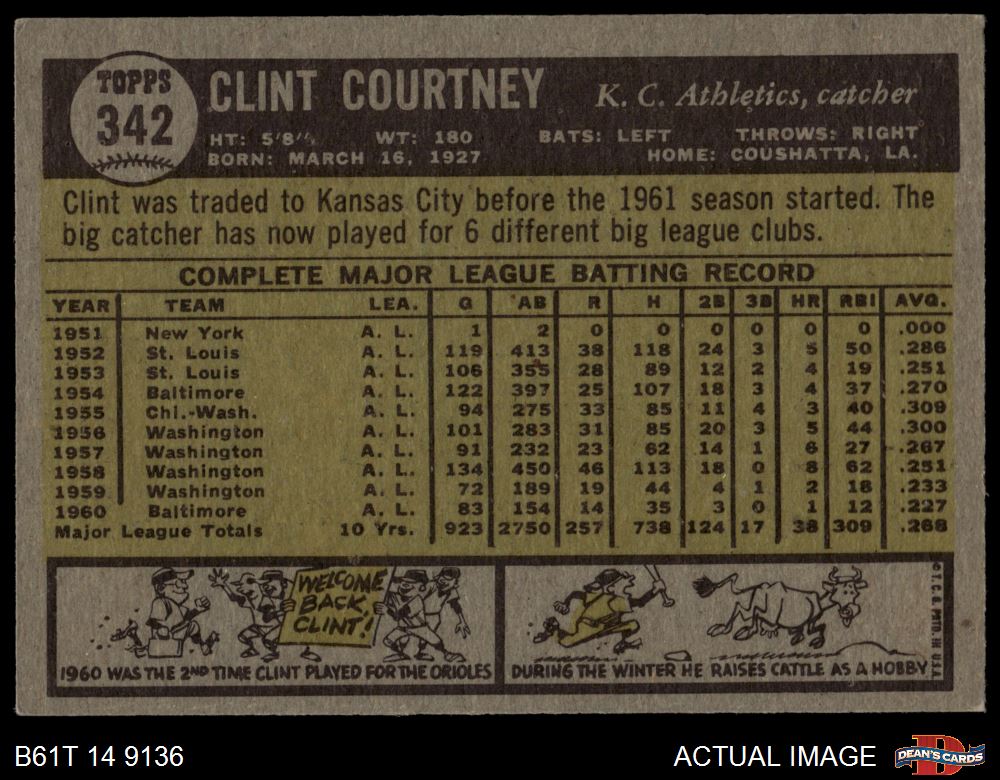 TOPPS
342
CLINT COURTNEY K. C. Athletics, catcher
HT: 5'8" WT: 180 BATS: LEFT THROWS: RIGHT
BORN: MARCH 16, 1927 HOME: COUSHATTA, LA.
Clint was traded to Kansas City before the 1961 season started. The
big catcher has now played for 6 different big league clubs.
COMPLETE MAJOR LEAGUE BATTING RECORD
YEAR TEAM LEA. G AB R H 2B 3B HR RBI AVG.
1951 New York A. L. 1 2 0 0 0 0 0 0 .000
1952 St. Louis A. L. 119 413 38 118 24 3 5 50 .286
1953 St. Louis A. L. 106 355 28 89 12 2 4 19 .251
1954 Baltimore A. L. 122 397 25 107 18 3 4 37 .270
1955 Chi.-Wash. A. L. 94 275 33 85 11 4 3 40 .309
1956 Washington A. L. 101 283 31 85 20 3 5 44 .300
1957 Washington A. L. 91 232 23 62 14 1 6 27 .267
1958 Washington A. L. 134 450 46 113 18 0 8 62 .251
1959 Washington A. L. 72 189 19 44 4 1 2 18 .233
1960 Baltimore A. L. 83 154 14 35 3 0 1 12 .227
Major League Totals 10 Yrs. 923 2750 257 738 124 17 38 309 .268
WELCOME
BACK,
CLINT!
1960 WAS THE 2ND TIME CLINT PLAYED FOR THE ORIOLES
DURING THE WINTER HE RAISES CATTLE AS A HOBBY
© T. C. G. PRTD. IN U.S.A.
B61T 14 9136
ACTUAL IMAGE
DEAN'S CARDS